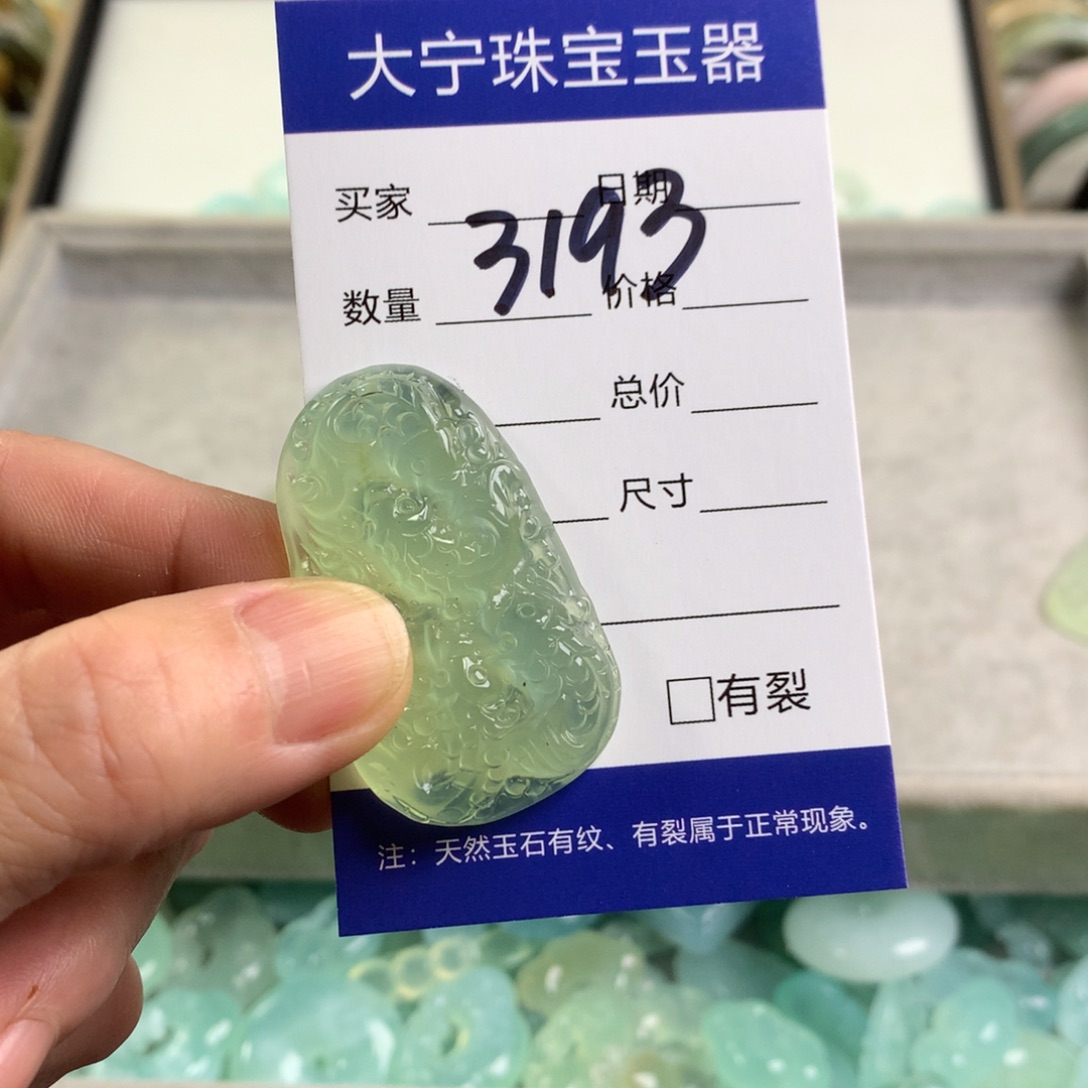 大宁珠宝玉器
买家 日期
3193
数量 价格
总价
尺寸
□有裂
注：天然玉石有纹、有裂属于正常现象。